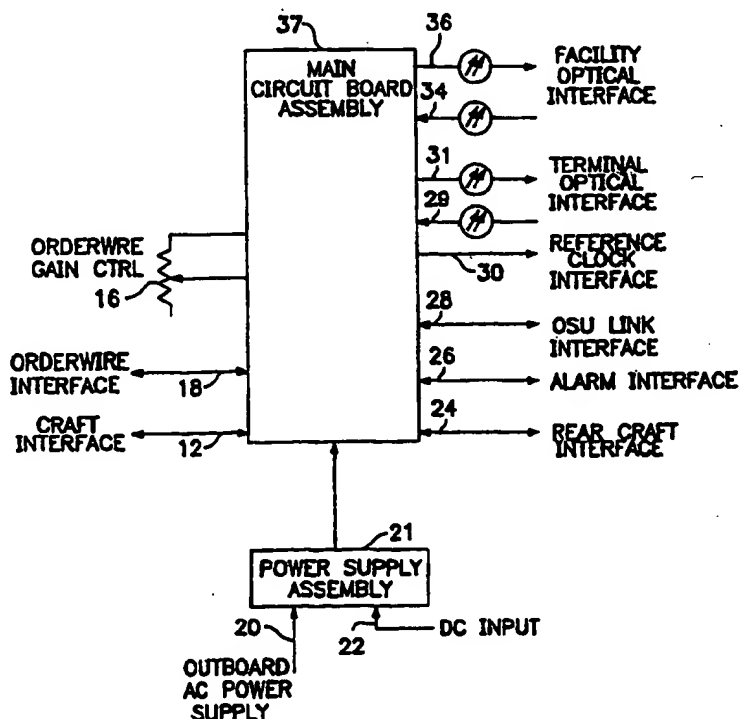 37
36
MAIN
CIRCUIT BOARD
ASSEMBLY
FACILITY
OPTICAL
INTERFACE
34
31
TERMINAL
OPTICAL
INTERFACE
29
ORDERWRE
GAIN CTRL
16
REFERENCE
CLOCK
INTERFACE
30
28
OSU LINK
INTERFACE
ORDERWIRE
INTERFACE
18
26
ALARM INTERFACE
CRAFT
INTERFACE
12
24
REAR CRAFT
INTERFACE
21
POWER SUPPLY
ASSEMBLY
20
22
DC INPUT
OUTBOARD
AC POWER
SUPPLY